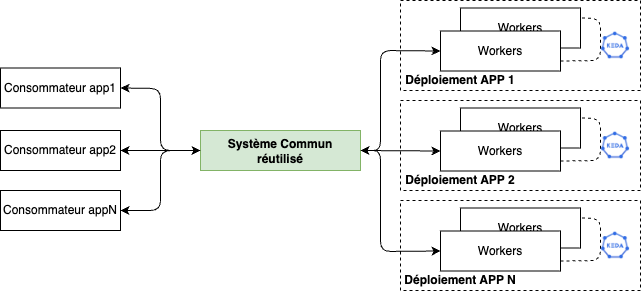 Consommateur app1
Consommateur app2
Consommateur appN
Système Commun
réutilisé
Workers
Workers
KEDA
Déploiement APP 1
Workers
Workers
KEDA
Déploiement APP 2
Workers
Workers
KEDA
Déploiement APP N